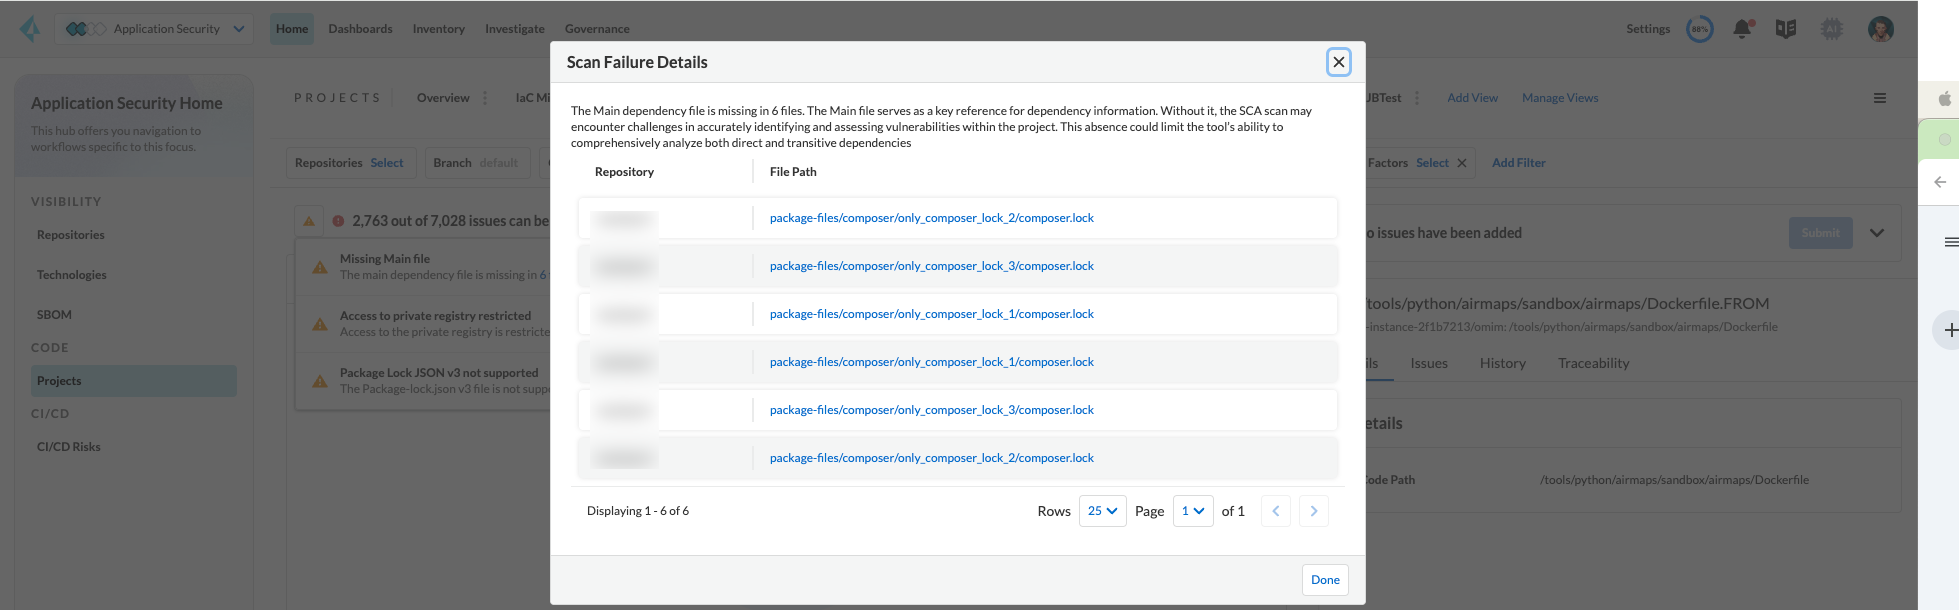 Application Security
Home
Dashboards
Inventory
Investigate
Governance
Settings
88%
AI
Application Security Home
This hub offers you navigation to
workflows specific to this focus.
VISIBILITY
Repositories
Technologies
SBOM
CODE
Projects
CI/CD
CI/CD Risks
PROJECTS
Overview
IaC Mi
JBTest
Add View
Manage Views
Repositories Select
Branch default
Factors Select
Add Filter
2,763 out of 7,028 issues can be
Missing Main file
The main dependency file is missing in 6
Access to private registry restricted
Access to the private registry is restricte
Package Lock JSON v3 not supported
The Package-lock.json v3 file is not supp
Scan Failure Details
The Main dependency file is missing in 6 files. The Main file serves as a key reference for dependency information. Without it, the SCA scan may
encounter challenges in accurately identifying and assessing vulnerabilities within the project. This absence could limit the tool's ability to
comprehensively analyze both direct and transitive dependencies
Repository
File Path
package-files/composer/only_composer_lock_2/composer.lock
package-files/composer/only_composer_lock_3/composer.lock
package-files/composer/only_composer_lock_1/composer.lock
package-files/composer/only_composer_lock_1/composer.lock
package-files/composer/only_composer_lock_3/composer.lock
package-files/composer/only_composer_lock_2/composer.lock
Displaying 1 - 6 of 6
Rows 25 Page 1 of 1
Done
o issues have been added
Submit
/tools/python/airmaps/sandbox/airmaps/Dockerfile.FROM
-instance-2f1b7213/omim: /tools/python/airmaps/sandbox/airmaps/Dockerfile
ils
Issues
History
Traceability
etails
ode Path
/tools/python/airmaps/sandbox/airmaps/Dockerfile